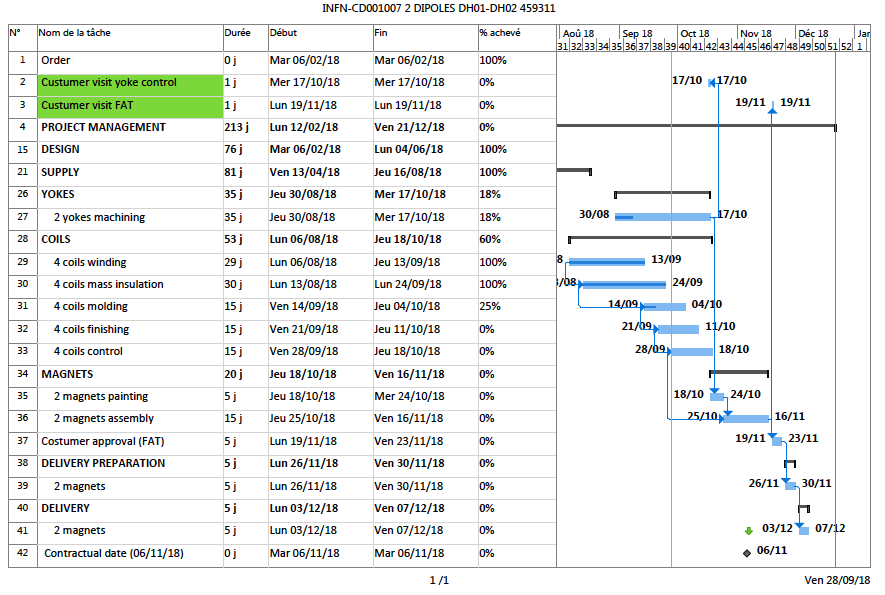 INFN-CD001007 2 DIPOLES DH01-DH02 459311
N° Nom de la tâche Durée Début Fin % achevé Aoû 18 Sep 18 Oct 18 Nov 18 Déc 18 Jan
31 32 33 34 35 36 37 38 39 40 41 42 43 44 45 46 47 48 49 50 51 52 1
1 Order 0 j Mar 06/02/18 Mar 06/02/18 100%
2 Custumer visit yoke control 1 j Mer 17/10/18 Mer 17/10/18 0% 17/10 17/10
3 Custumer visit FAT 1 j Lun 19/11/18 Lun 19/11/18 0% 19/11 19/11
4 PROJECT MANAGEMENT 213 j Lun 12/02/18 Ven 21/12/18 0%
15 DESIGN 76 j Mar 06/02/18 Lun 04/06/18 100%
21 SUPPLY 81 j Ven 13/04/18 Jeu 16/08/18 100%
26 YOKES 35 j Jeu 30/08/18 Mer 17/10/18 18%
27 2 yokes machining 35 j Jeu 30/08/18 Mer 17/10/18 18% 30/08 17/10
28 COILS 53 j Lun 06/08/18 Jeu 18/10/18 60%
29 4 coils winding 29 j Lun 06/08/18 Jeu 13/09/18 100% 8 13/09
30 4 coils mass insulation 30 j Lun 13/08/18 Lun 24/09/18 100% /08 24/09
31 4 coils molding 15 j Ven 14/09/18 Jeu 04/10/18 25% 14/09 04/10
32 4 coils finishing 15 j Ven 21/09/18 Jeu 11/10/18 0% 21/09 11/10
33 4 coils control 15 j Ven 28/09/18 Jeu 18/10/18 0% 28/09 18/10
34 MAGNETS 20 j Jeu 18/10/18 Ven 16/11/18 0%
35 2 magnets painting 5 j Jeu 18/10/18 Mer 24/10/18 0% 18/10 24/10
36 2 magnets assembly 15 j Jeu 25/10/18 Ven 16/11/18 0% 25/10 16/11
37 Costumer approval (FAT) 5 j Lun 19/11/18 Ven 23/11/18 0% 19/11 23/11
38 DELIVERY PREPARATION 5 j Lun 26/11/18 Ven 30/11/18 0%
39 2 magnets 5 j Lun 26/11/18 Ven 30/11/18 0% 26/11 30/11
40 DELIVERY 5 j Lun 03/12/18 Ven 07/12/18 0%
41 2 magnets 5 j Lun 03/12/18 Ven 07/12/18 0% 03/12 07/12
42 Contractual date (06/11/18) 0 j Mar 06/11/18 Mar 06/11/18 0% 06/11
1 /1 Ven 28/09/18